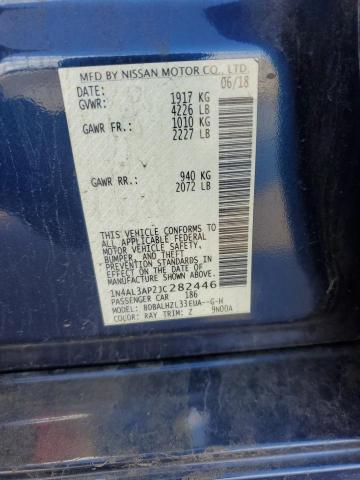 MFD BY NISSAN MOTOR CO., LTD.
DATE: 06/18
GVWR: 1917 KG
4226 LB
GAWR FR.: 1010 KG
2227 LB
GAWR RR.: 940 KG
2072 LB
THIS VEHICLE CONFORMS TO
ALL APPLICABLE FEDERAL
MOTOR VEHICLE SAFETY,
BUMPER, AND THEFT
PREVENTION STANDARDS
IN EFFECT ON THE DATE OF
MANUFACTURE SHOWN ABOVE.
1N4AL3AP2JC282446
PASSENGER CAR 186
MODEL: BDBALHZL33EUA--G-H
COLOR: RAY TRIM: Z 9N00A